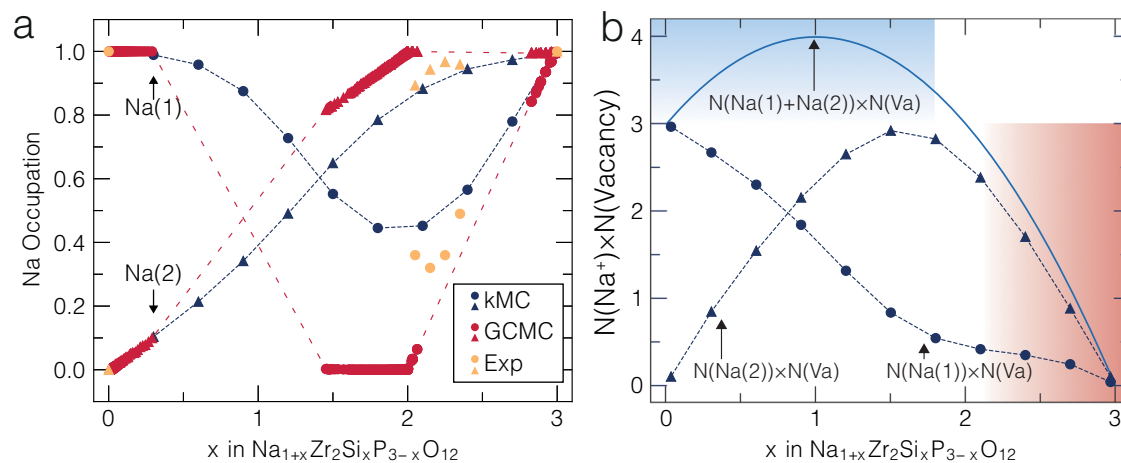 a
1.0
0.8
0.6
0.4
0.2
0.0
Na Occupation
Na(1)
Na(2)
kMC
GCMC
Exp
0
1
2
3
x in Na₁₊ₓZr₂SiₓP₃₋ₓO₁₂
b
4
3
2
1
0
N(Na⁺)×N(Vacancy)
N(Na(1)+Na(2))×N(Va)
N(Na(2))×N(Va)
N(Na(1))×N(Va)
0
1
2
3
x in Na₁₊ₓZr₂SiₓP₃₋ₓO₁₂